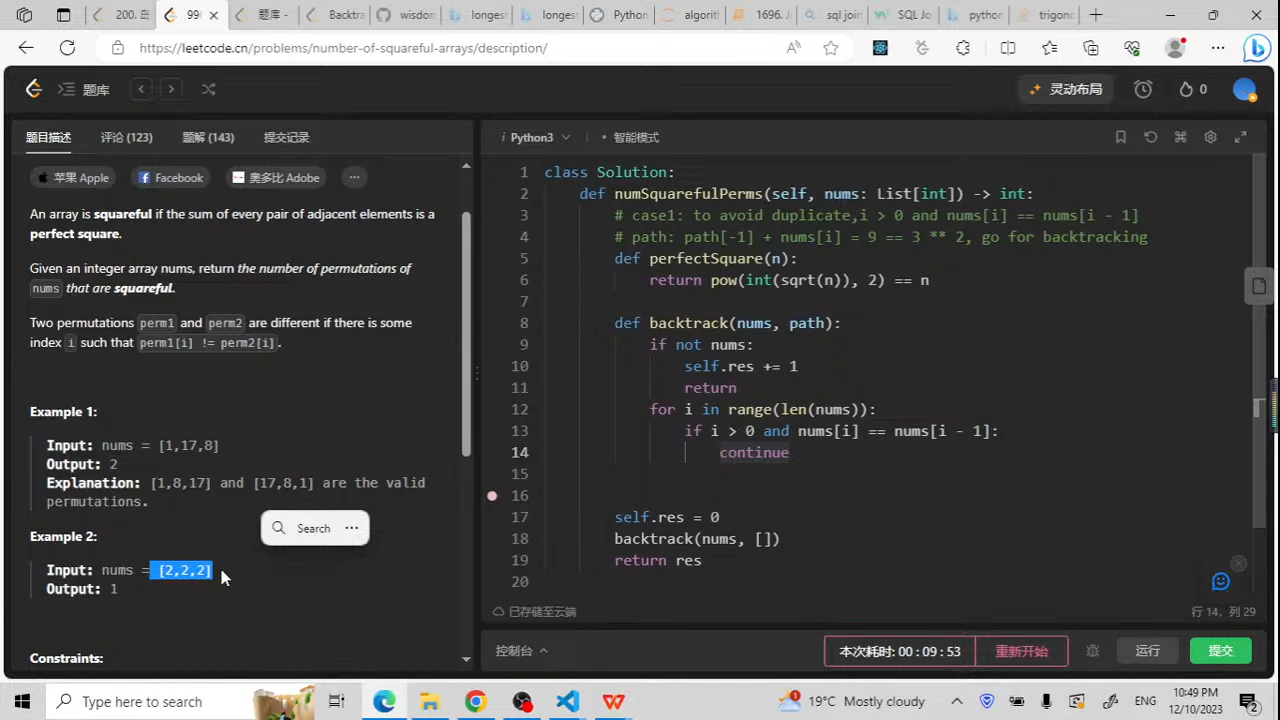 200. 岛
99
题库 -
Backtra
wisdom
longest
longest
Python
algorit
1696. J
sql join
SQL Jo
python
trigono
https://leetcode.cn/problems/number-of-squareful-arrays/description/
题库
灵动布局
0
题目描述
评论 (123)
题解 (143)
提交记录
苹果 Apple
Facebook
奥多比 Adobe
An array is squareful if the sum of every pair of adjacent elements is a
perfect square.
Given an integer array nums, return the number of permutations of
nums that are squareful.
Two permutations perm1 and perm2 are different if there is some
index i such that perm1[i] != perm2[i].
Example 1:
Input: nums = [1,17,8]
Output: 2
Explanation: [1,8,17] and [17,8,1] are the valid
permutations.
Search
Example 2:
Input: nums = [2,2,2]
Output: 1
Constraints:
i Python3
• 智能模式
1 class Solution:
2 def numSquarefulPerms(self, nums: List[int]) -> int:
3 # case1: to avoid duplicate,i > 0 and nums[i] == nums[i - 1]
4 # path: path[-1] + nums[i] = 9 == 3 ** 2, go for backtracking
5 def perfectSquare(n):
6 return pow(int(sqrt(n)), 2) == n
7
8 def backtrack(nums, path):
9 if not nums:
10 self.res += 1
11 return
12 for i in range(len(nums)):
13 if i > 0 and nums[i] == nums[i - 1]:
14 continue
15
16
17 self.res = 0
18 backtrack(nums, [])
19 return res
20
已存储至云端
行 14, 列 29
控制台
本次耗时: 00 : 09 : 53
重新开始
运行
提交
Type here to search
1
19°C Mostly cloudy
ENG
10:49 PM
12/10/2023
2